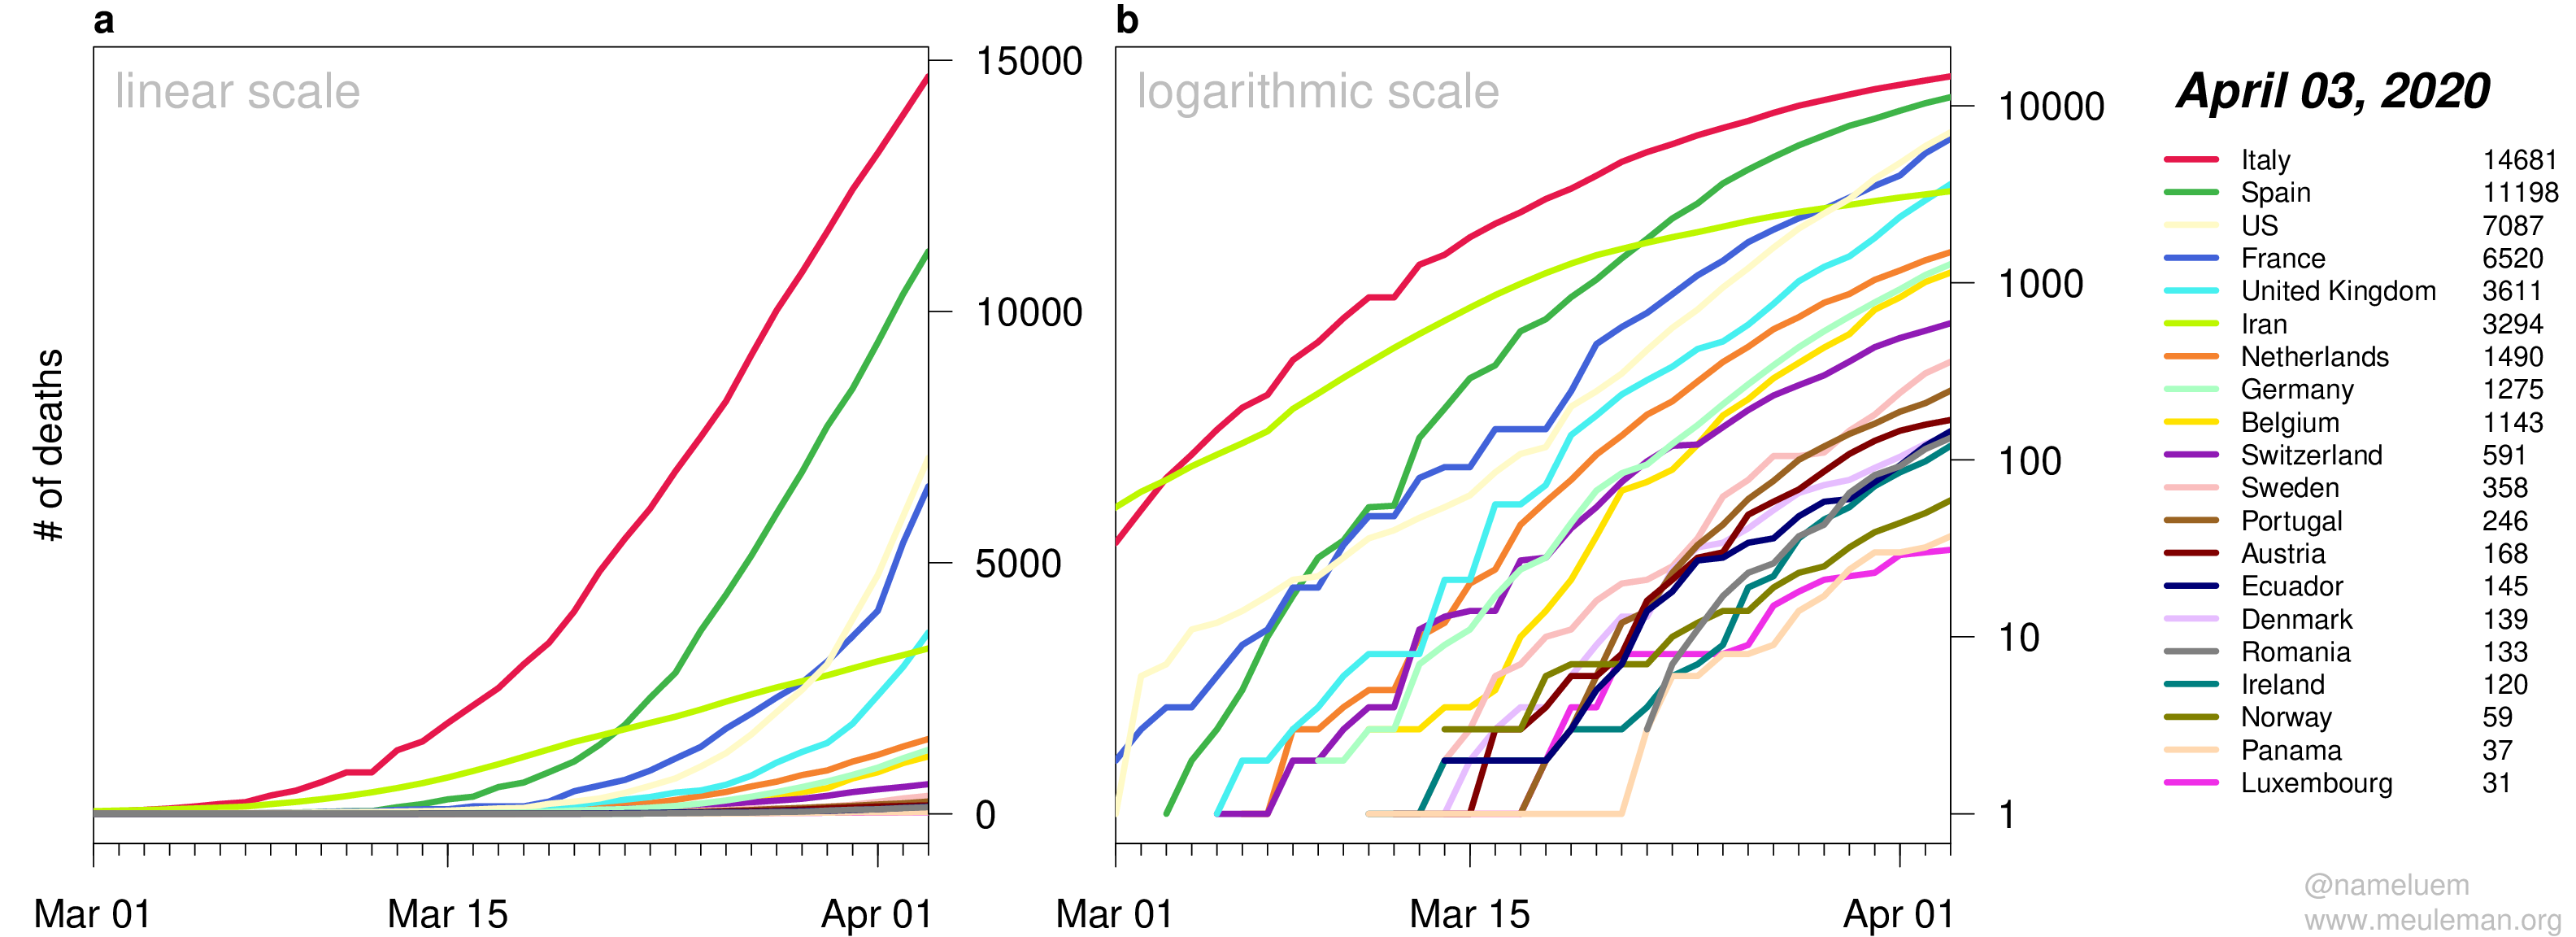 a
linear scale
# of deaths
15000
10000
5000
0
Mar 01
Mar 15
Apr 01
b
logarithmic scale
10000
1000
100
10
1
Mar 01
Mar 15
Apr 01
April 03, 2020
Italy 14681
Spain 11198
US 7087
France 6520
United Kingdom 3611
Iran 3294
Netherlands 1490
Germany 1275
Belgium 1143
Switzerland 591
Sweden 358
Portugal 246
Austria 168
Ecuador 145
Denmark 139
Romania 133
Ireland 120
Norway 59
Panama 37
Luxembourg 31
@nameluem
www.meuleman.org